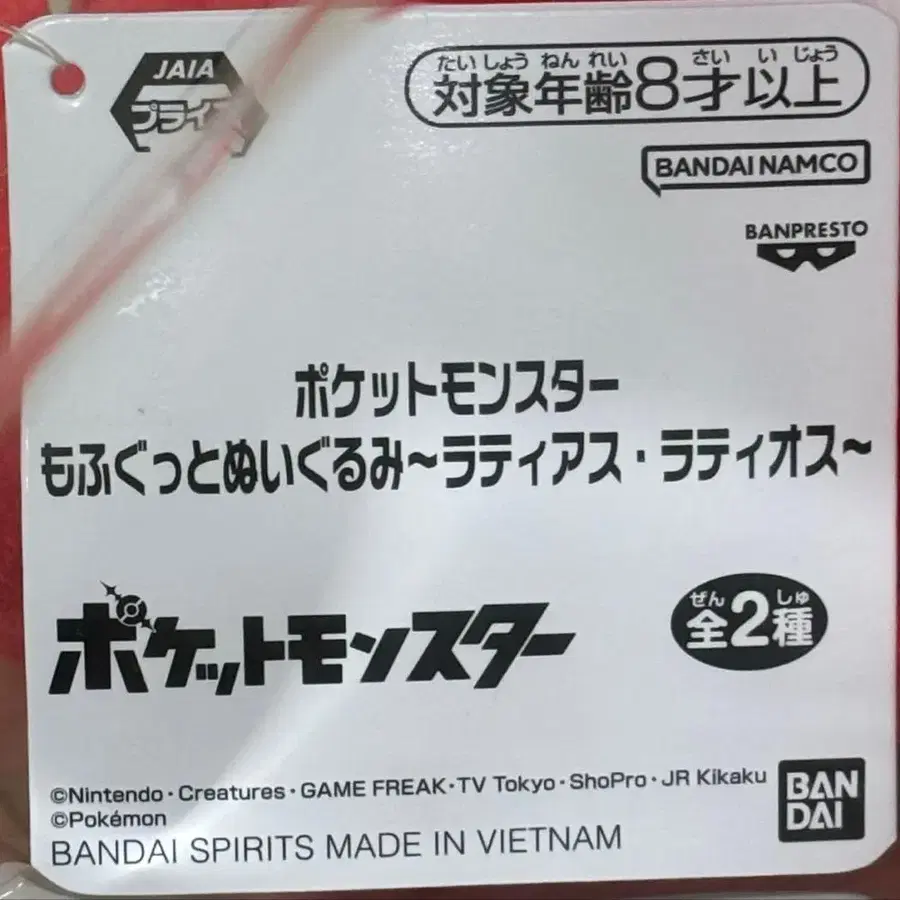 JAIA
プライズ
たいしょうねんれい さい い じょう
対象年齢8才以上
BANDAI NAMCO
BANPRESTO
ポケットモンスター
もふぐっとぬいぐるみ~ラティアス・ラティオス~
ポケットモンスター
ぜん しゅ
全2種
©Nintendo・Creatures・GAME FREAK・TV Tokyo・ShoPro・JR Kikaku
©Pokémon
BANDAI SPIRITS MADE IN VIETNAM
BAN
DAI